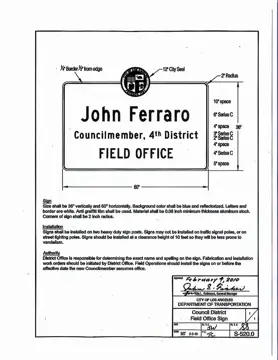 ½" Border ½" from edge
12" City Seal
2" Radius
John Ferraro
Councilmember, 4th District
FIELD OFFICE
10" space
6" Series C
4" space
3" Series C
2" Series C
4" space
4" Series C
5" space
36"
60"
Sign
Size shall be 36" vertically and 60" horizontally. Background color shall be blue and reflectorized. Letters and
border are white. Anti graffiti film shall be used. Material shall be 0.08 inch minimum thickness aluminum stock.
Corners of sign shall be 2 inch radius.
Installation
Signs shall be installed on two heavy duty sign posts. Signs may not be installed on traffic signal poles, or on
street lighting poles. Signs should be installed at a clearance height of 10 feet so they will be less prone to
vandalism.
Authority
District Office is responsible for determining the exact name and spelling on the sign. Fabrication and installation
work orders should be initiated by District Office. Field Operations should install the signs on or before the
effective date the new Councilmember assumes office.
February 9, 2010
CITY OF LOS ANGELES
DEPARTMENT OF TRANSPORTATION
Council District
Field Office Sign
1
1
S-520.0